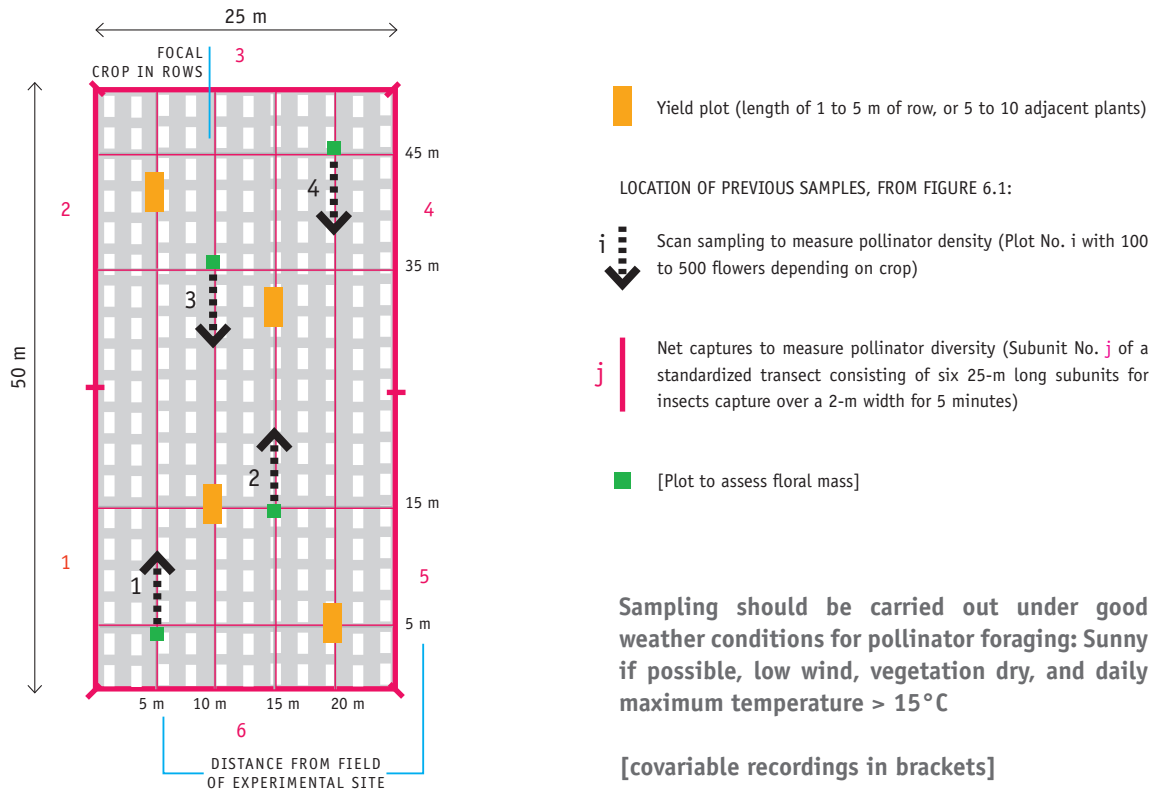 25 m
FOCAL
CROP IN ROWS
3
50 m
45 m
4
2
4
35 m
3
2
15 m
1
1
5
5 m
5 m 10 m 15 m 20 m
6
DISTANCE FROM FIELD
OF EXPERIMENTAL SITE
Yield plot (length of 1 to 5 m of row, or 5 to 10 adjacent plants)
LOCATION OF PREVIOUS SAMPLES, FROM FIGURE 6.1:
i
Scan sampling to measure pollinator density (Plot No. i with 100
to 500 flowers depending on crop)
j
Net captures to measure pollinator diversity (Subunit No. j of a
standardized transect consisting of six 25-m long subunits for
insects capture over a 2-m width for 5 minutes)
[Plot to assess floral mass]
Sampling should be carried out under good
weather conditions for pollinator foraging: Sunny
if possible, low wind, vegetation dry, and daily
maximum temperature > 15°C
[covariable recordings in brackets]